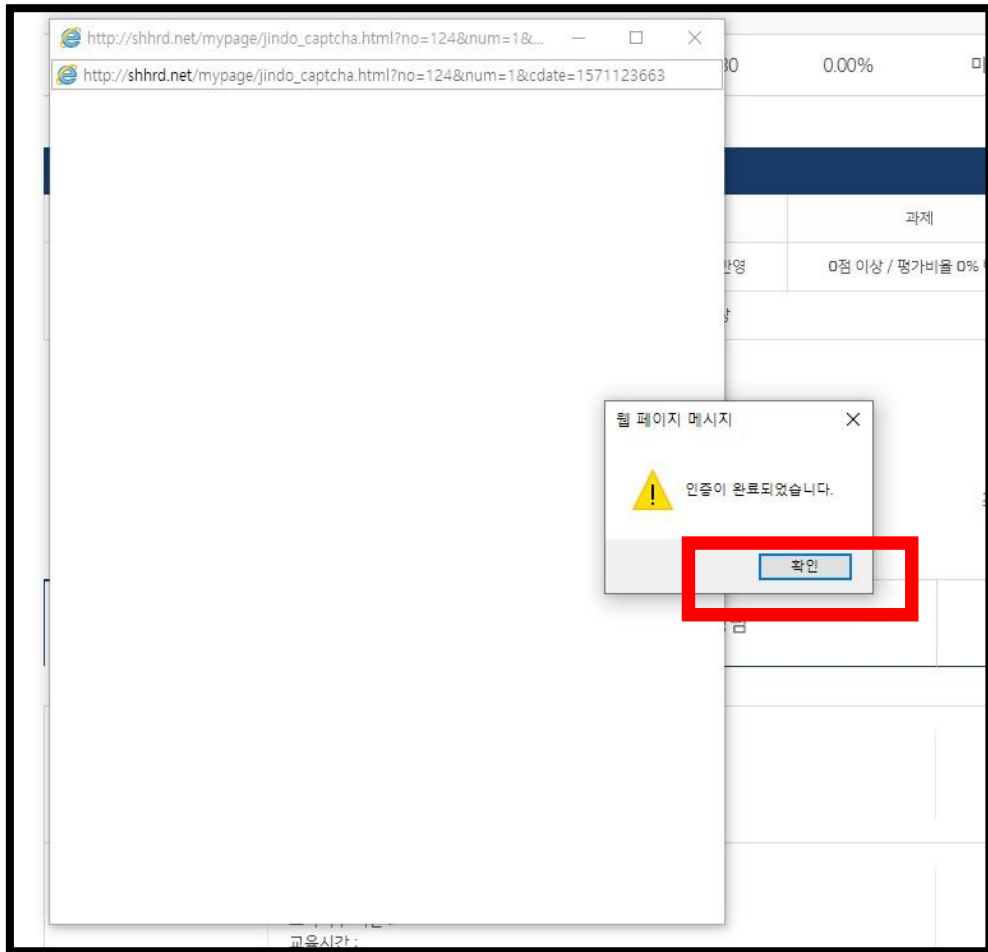 http://shhrd.net/mypage/jindo_captcha.html?no=124&num=1&...
http://shhrd.net/mypage/jindo_captcha.html?no=124&num=1&cdate=1571123663
0.00%
과제
0점 이상 / 평가비율 0%
웹 페이지 메시지
인증이 완료되었습니다.
확인
교육시간 :